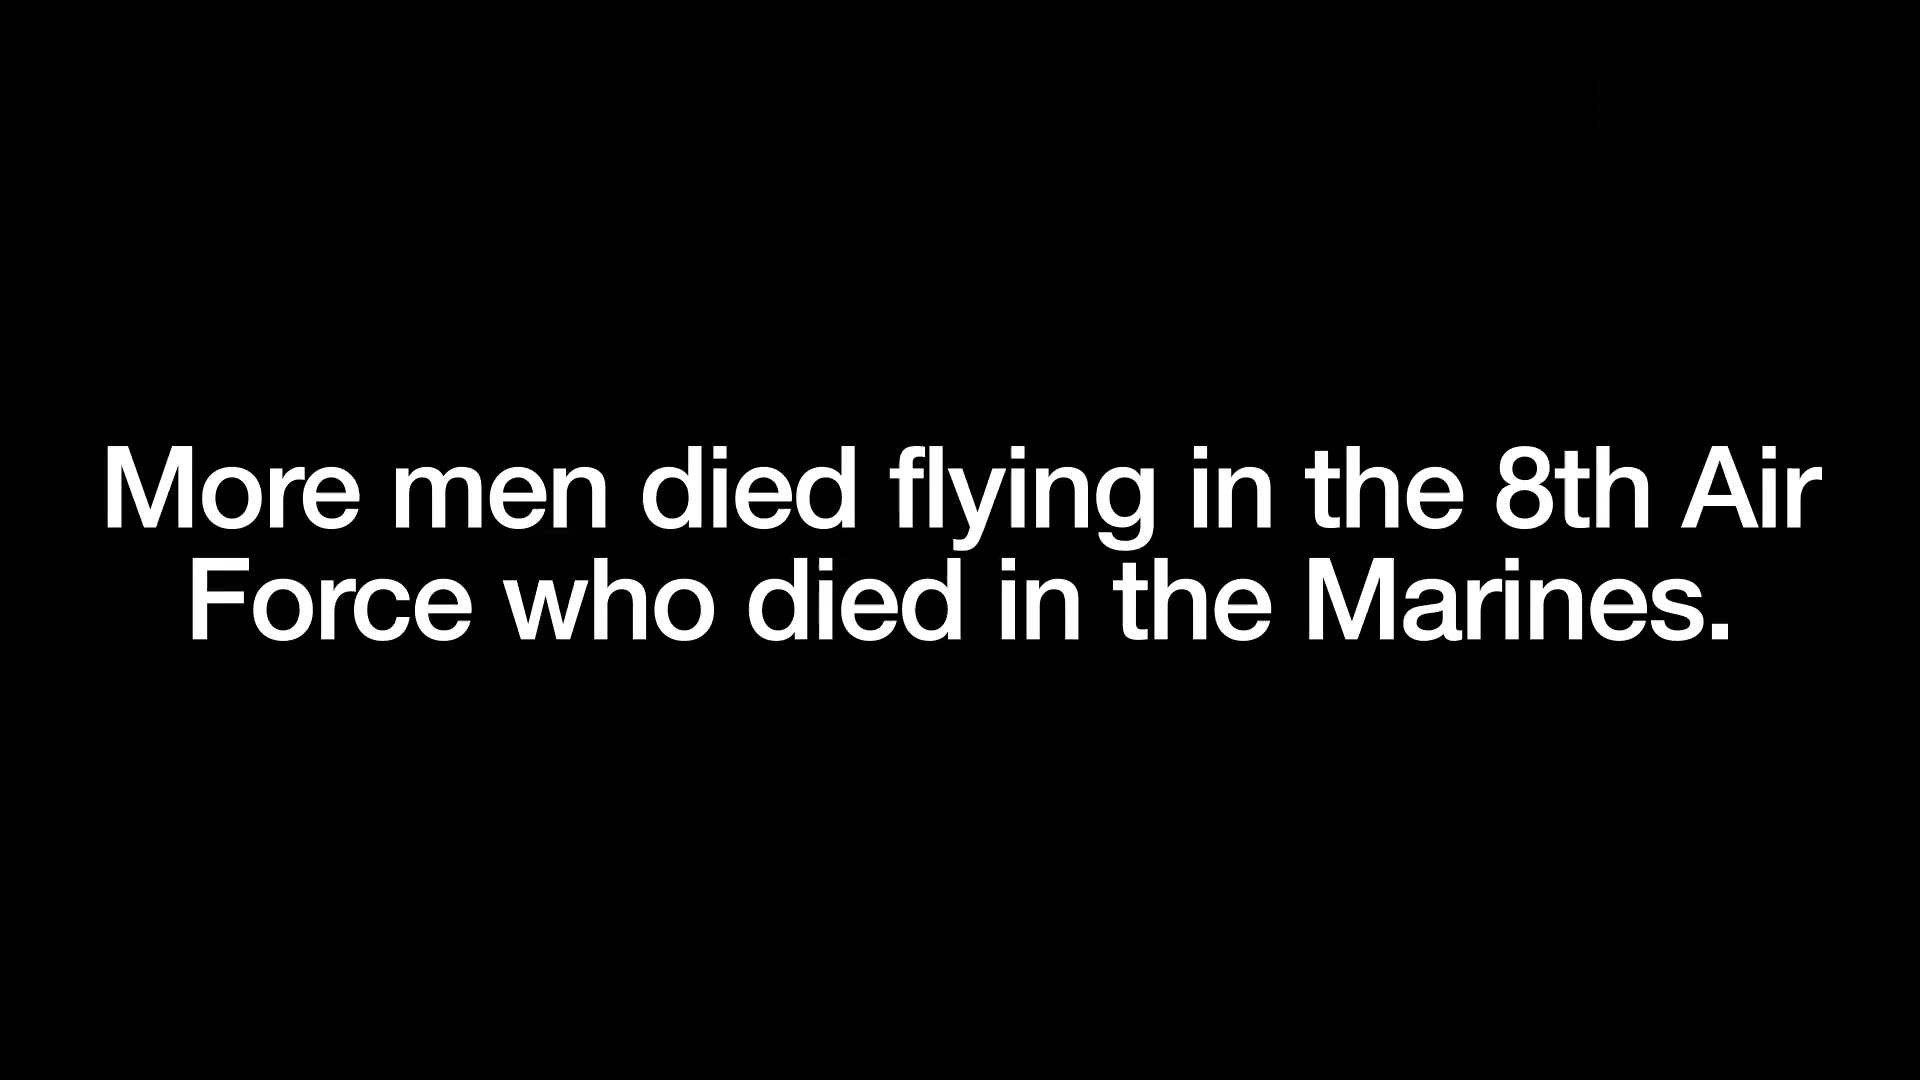 More men died flying in the 8th Air
Force who died in the Marines.